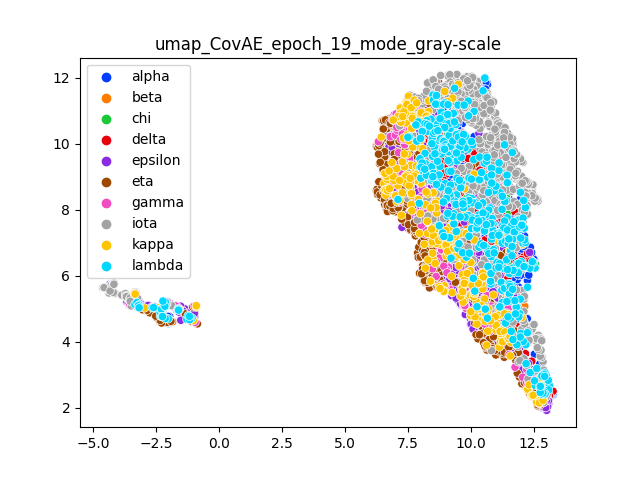 umap_CovAE_epoch_19_mode_gray-scale
alpha
beta
chi
delta
epsilon
eta
gamma
iota
kappa
lambda
12
10
8
6
4
2
−5.0 −2.5 0.0 2.5 5.0 7.5 10.0 12.5